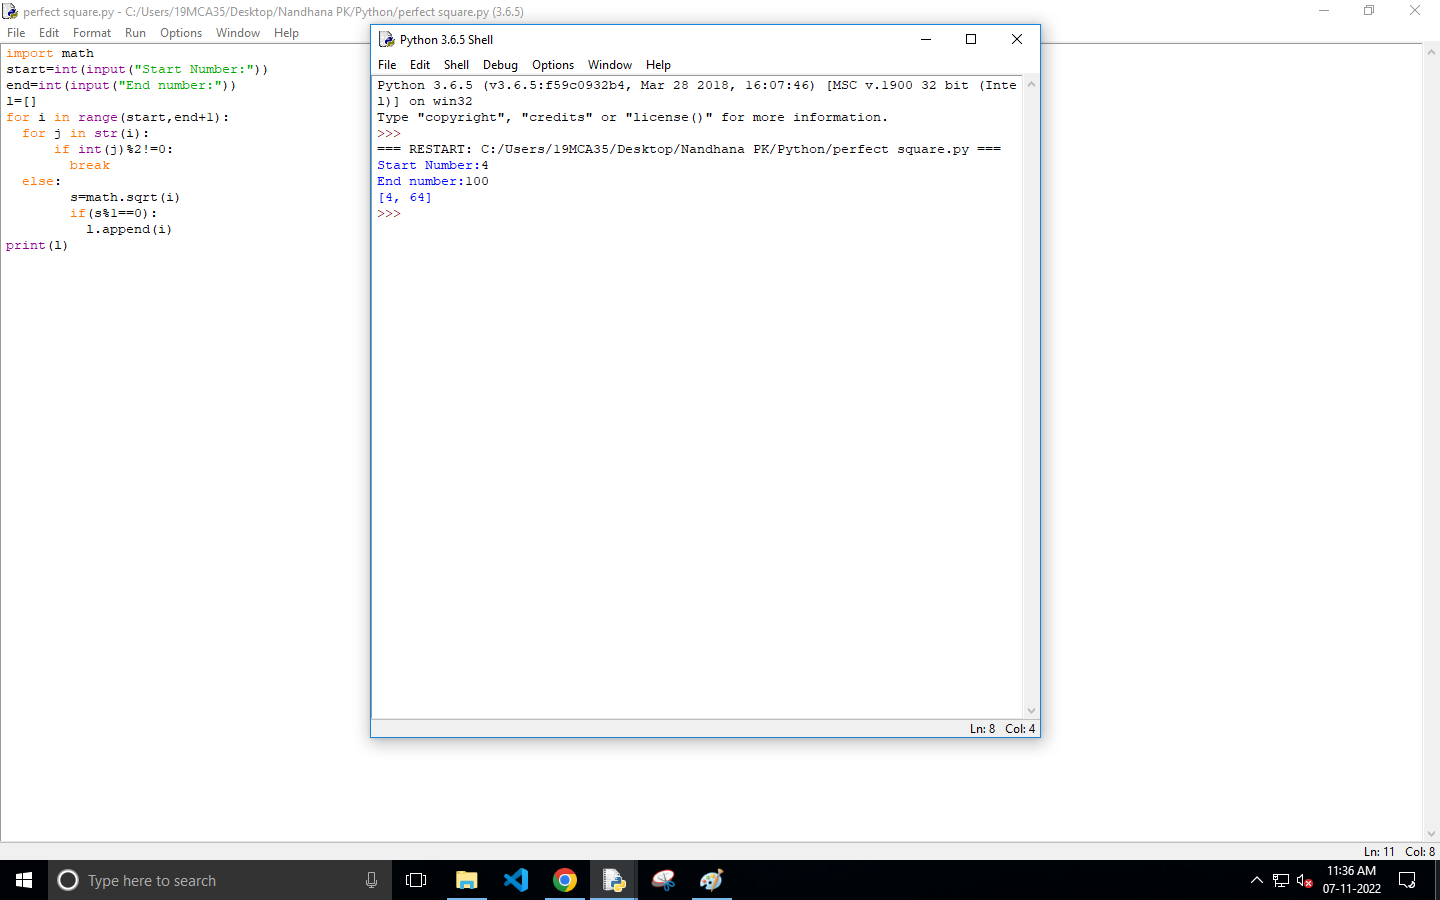 perfect square.py - C:/Users/19MCA35/Desktop/Nandhana PK/Python/perfect square.py (3.6.5)
File Edit Format Run Options Window Help
import math
start=int(input("Start Number:"))
end=int(input("End number:"))
l=[]
for i in range(start,end+1):
  for j in str(i):
      if int(j)%2!=0:
        break
  else:
        s=math.sqrt(i)
        if(s%1==0):
          l.append(i)
print(l)
Python 3.6.5 Shell
File Edit Shell Debug Options Window Help
Python 3.6.5 (v3.6.5:f59c0932b4, Mar 28 2018, 16:07:46) [MSC v.1900 32 bit (Inte
l)] on win32
Type "copyright", "credits" or "license()" for more information.
>>>
=== RESTART: C:/Users/19MCA35/Desktop/Nandhana PK/Python/perfect square.py ===
Start Number:4
End number:100
[4, 64]
>>>
Ln: 8 Col: 4
Ln: 11 Col: 8
Type here to search
11:36 AM
07-11-2022